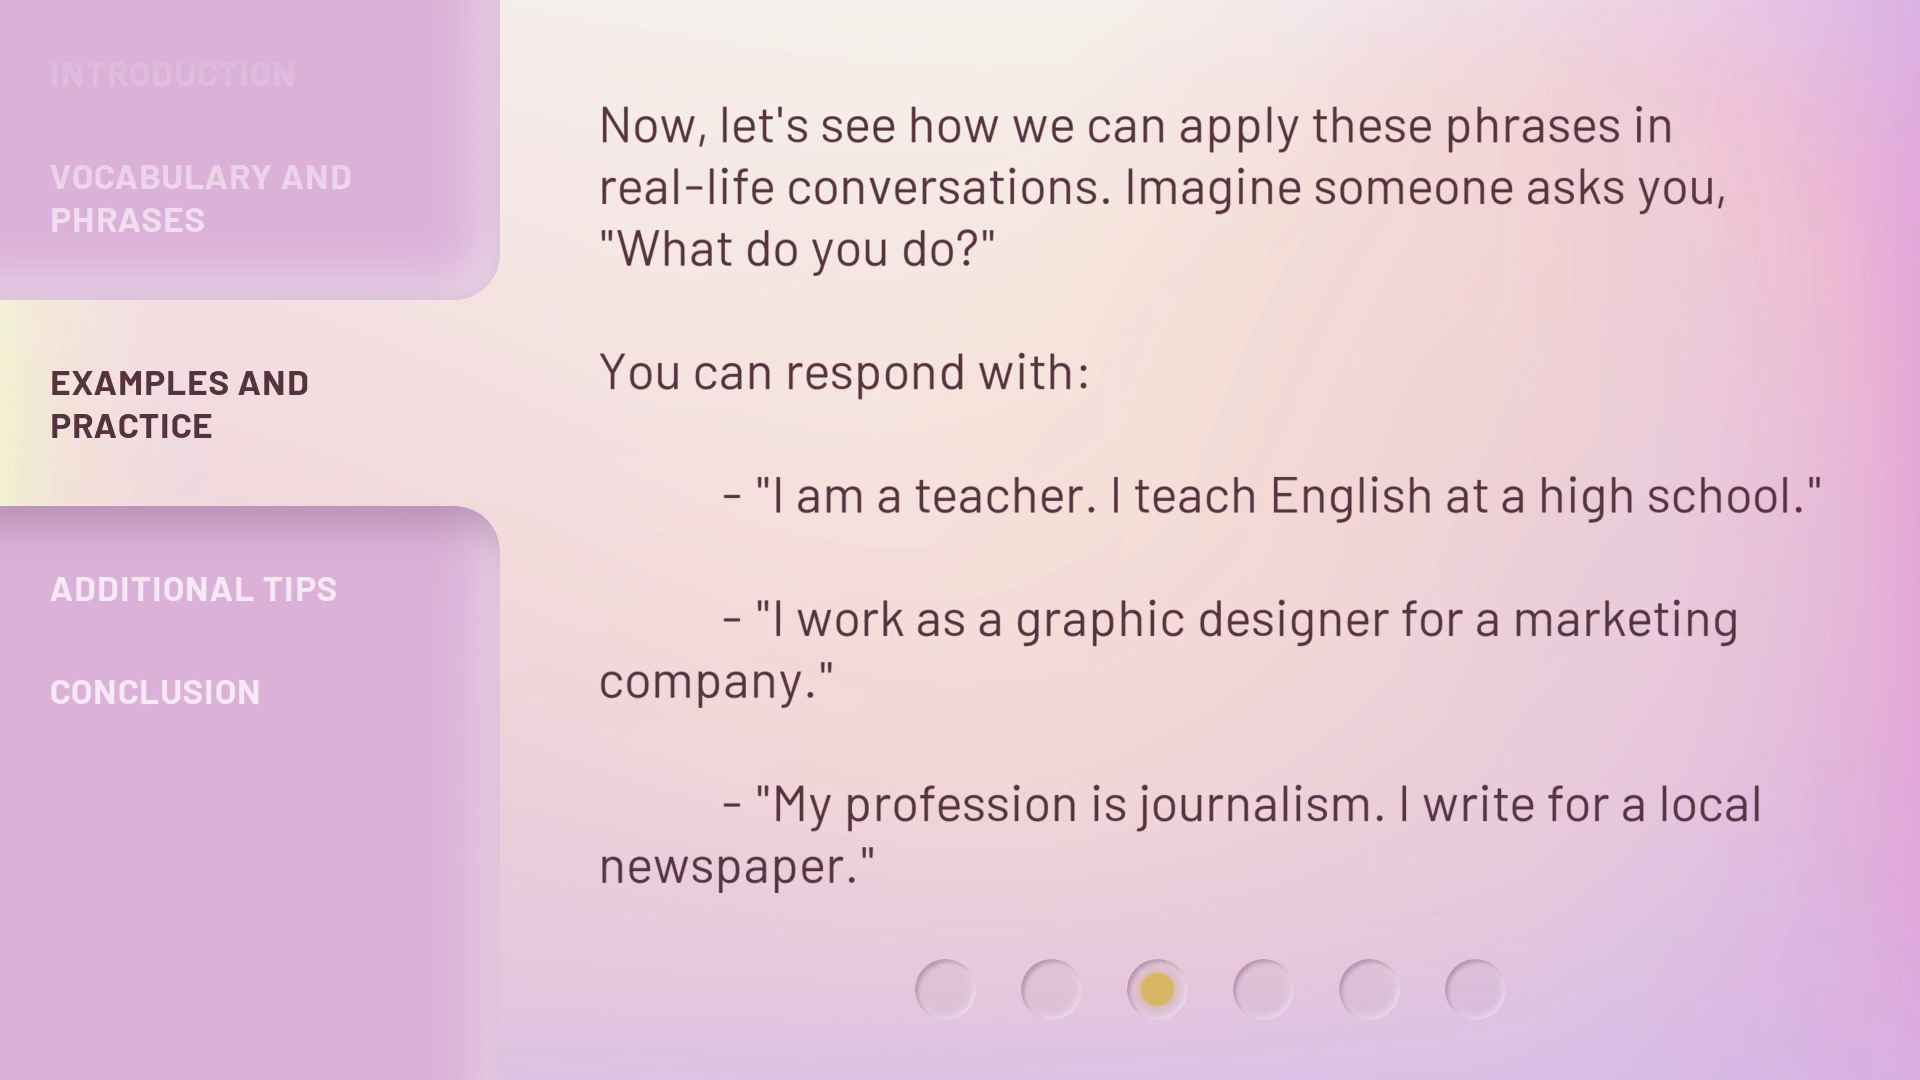 INTRODUCTION
VOCABULARY AND
PHRASES
EXAMPLES AND
PRACTICE
ADDITIONAL TIPS
CONCLUSION
Now, let's see how we can apply these phrases in
real-life conversations. Imagine someone asks you,
"What do you do?"
You can respond with:
- "I am a teacher. I teach English at a high school."
- "I work as a graphic designer for a marketing
company."
- "My profession is journalism. I write for a local
newspaper."